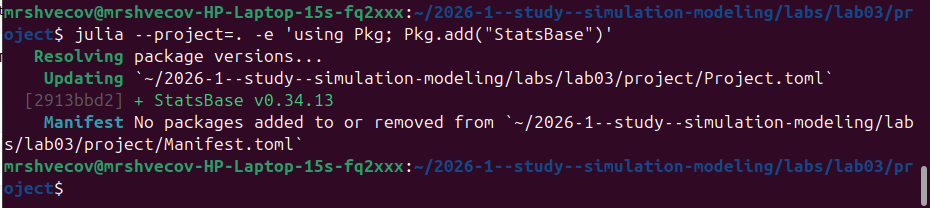 mrshvecov@mrshvecov-HP-Laptop-15s-fq2xxx:~/2026-1--study--simulation-modeling/labs/lab03/pr
oject$ julia --project=. -e 'using Pkg; Pkg.add("StatsBase")'
Resolving package versions...
Updating `~/2026-1--study--simulation-modeling/labs/lab03/project/Project.toml`
[2913bbd2] + StatsBase v0.34.13
Manifest No packages added to or removed from `~/2026-1--study--simulation-modeling/lab
s/lab03/project/Manifest.toml`
mrshvecov@mrshvecov-HP-Laptop-15s-fq2xxx:~/2026-1--study--simulation-modeling/labs/lab03/pr
oject$